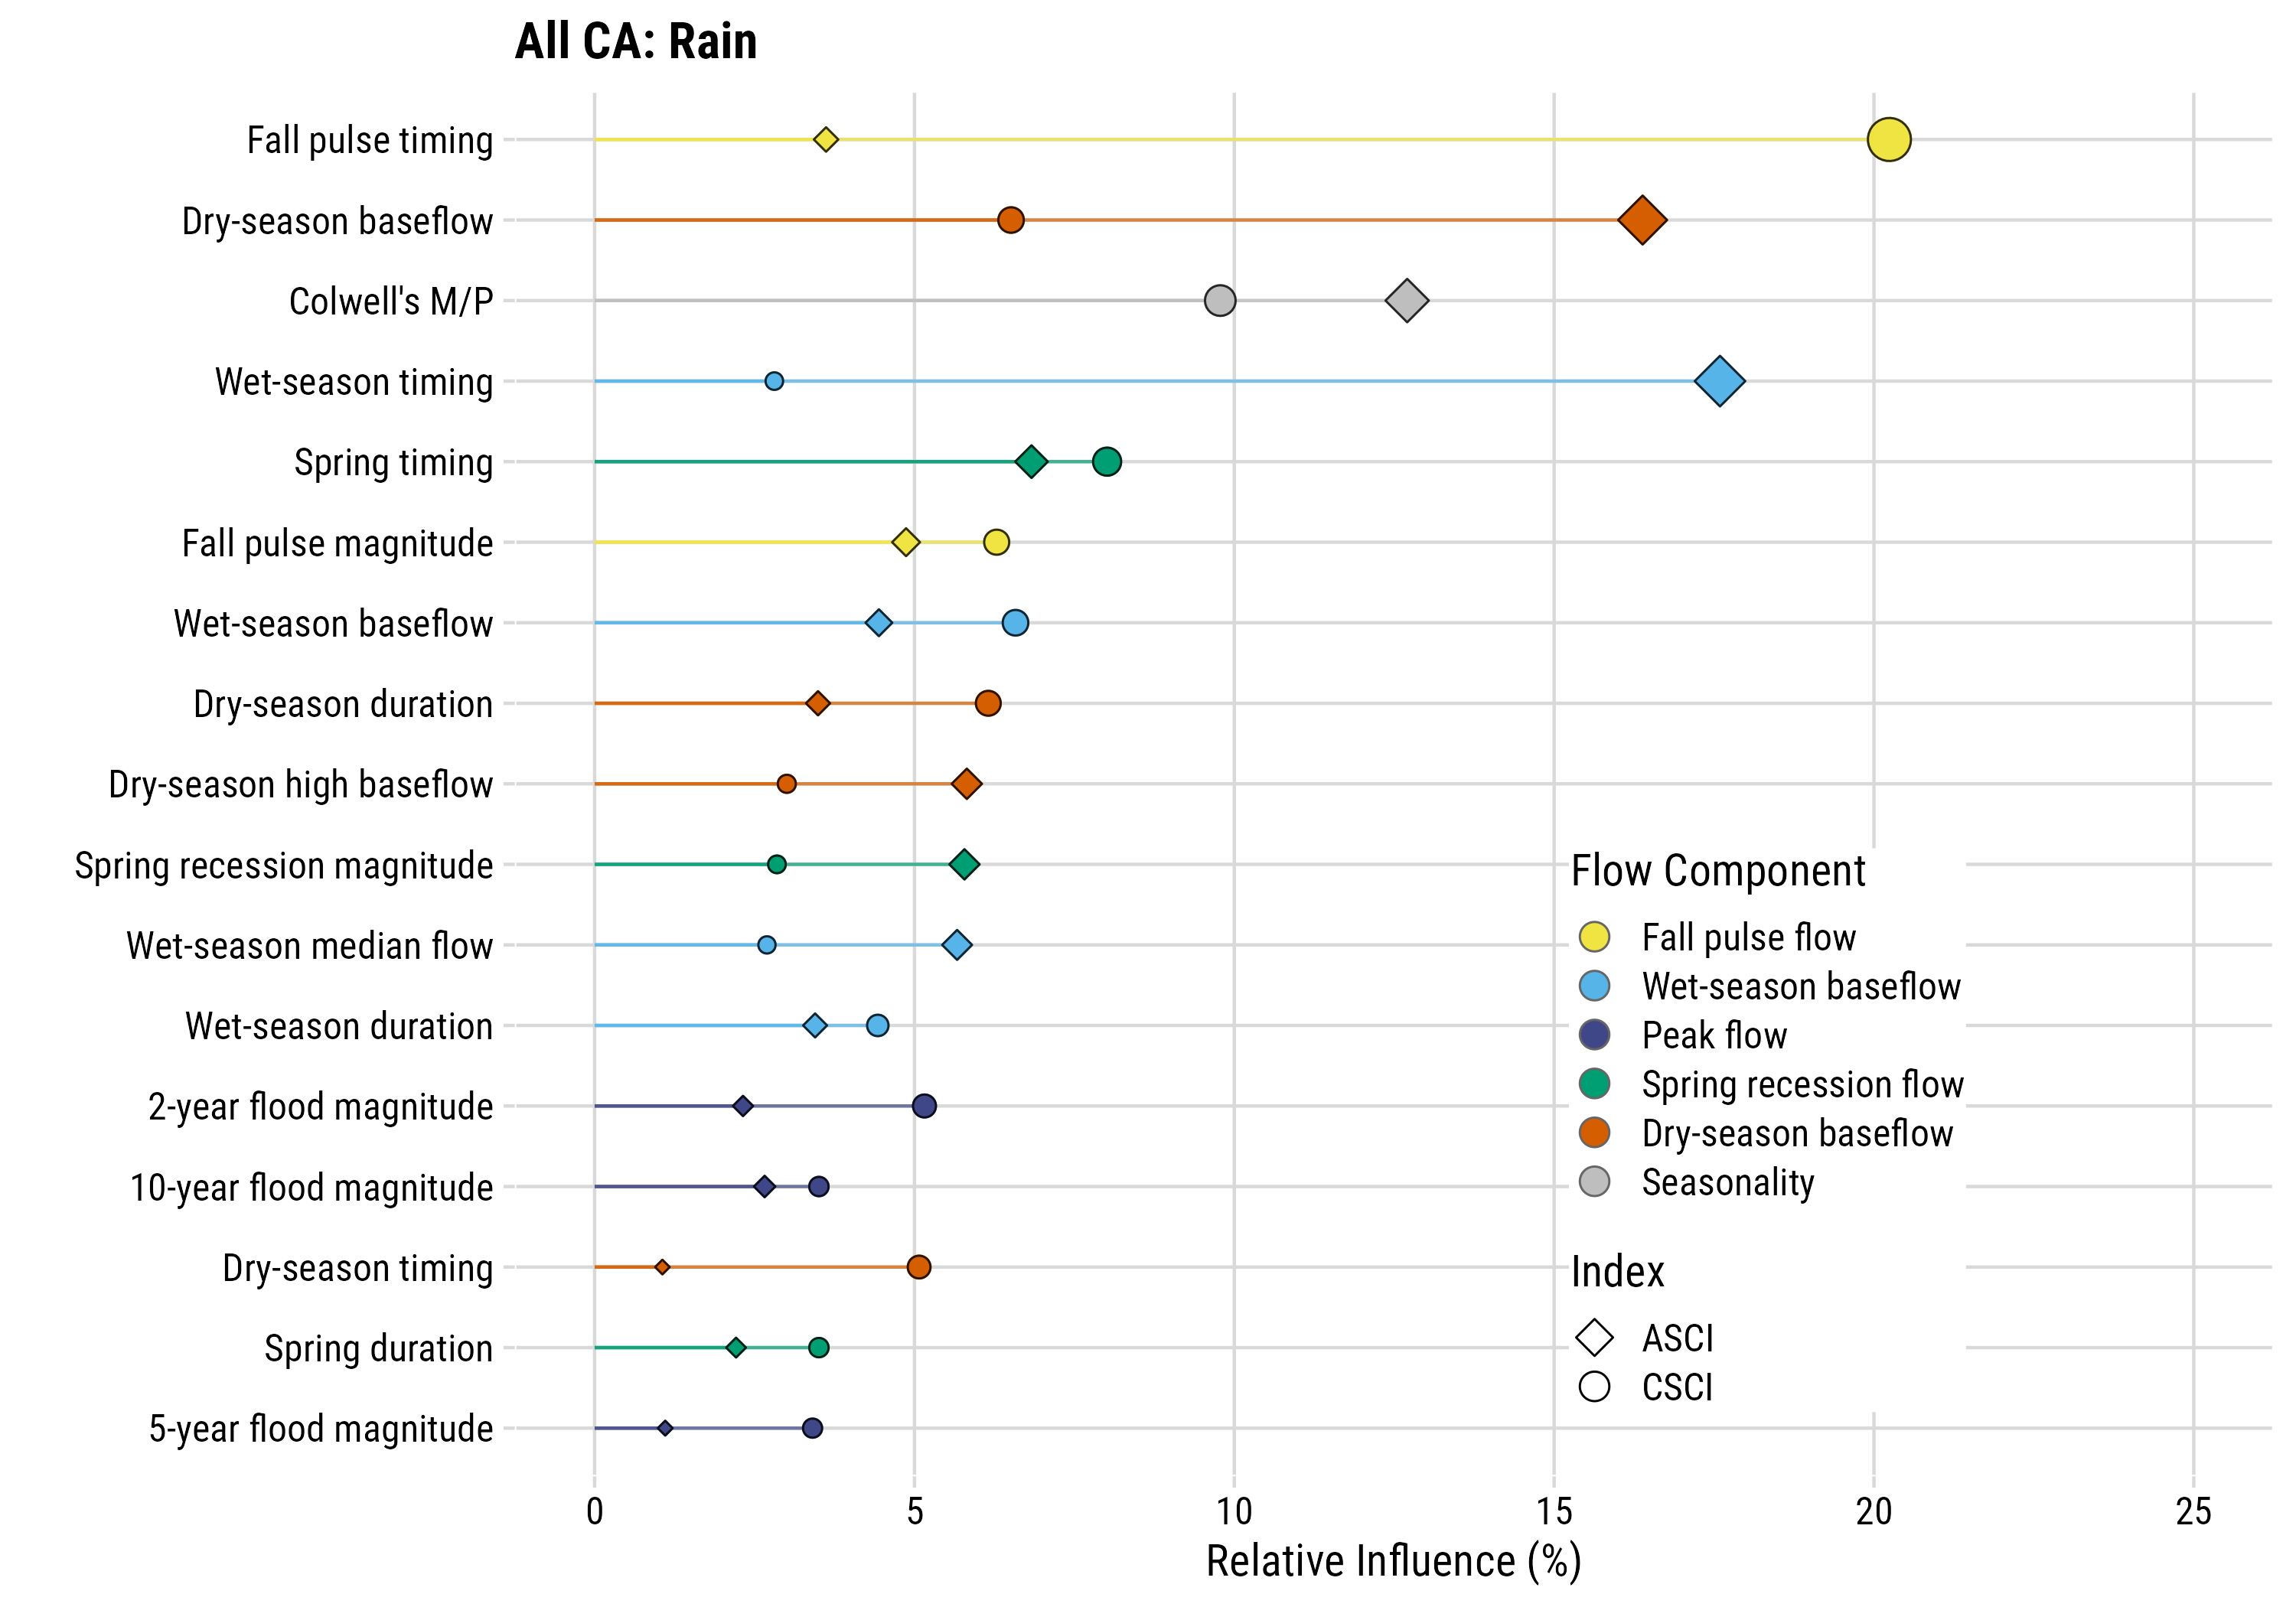 All CA: Rain
Fall pulse timing
Dry-season baseflow
Colwell's M/P
Wet-season timing
Spring timing
Fall pulse magnitude
Wet-season baseflow
Dry-season duration
Dry-season high baseflow
Spring recession magnitude
Wet-season median flow
Wet-season duration
2-year flood magnitude
10-year flood magnitude
Dry-season timing
Spring duration
5-year flood magnitude
Flow Component
Fall pulse flow
Wet-season baseflow
Peak flow
Spring recession flow
Dry-season baseflow
Seasonality
Index
ASCI
CSCI
0 5 10 15 20 25
Relative Influence (%)